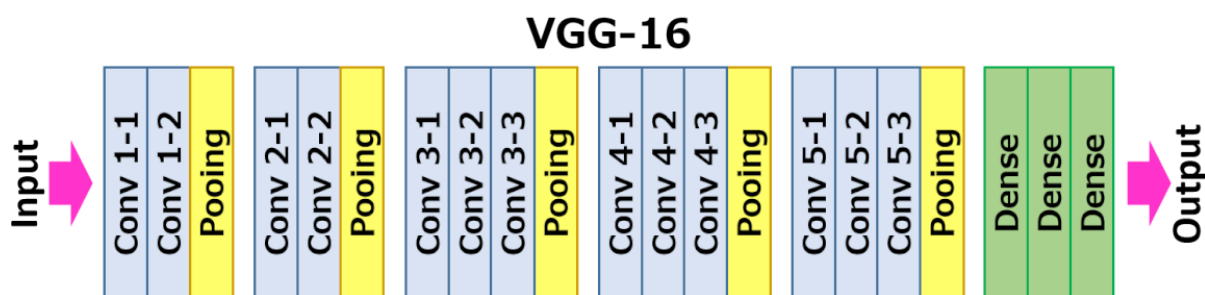 VGG-16
Input
Conv 1-1
Conv 1-2
Pooing
Conv 2-1
Conv 2-2
Pooing
Conv 3-1
Conv 3-2
Conv 3-3
Pooing
Conv 4-1
Conv 4-2
Conv 4-3
Pooing
Conv 5-1
Conv 5-2
Conv 5-3
Pooing
Dense
Dense
Dense
Output